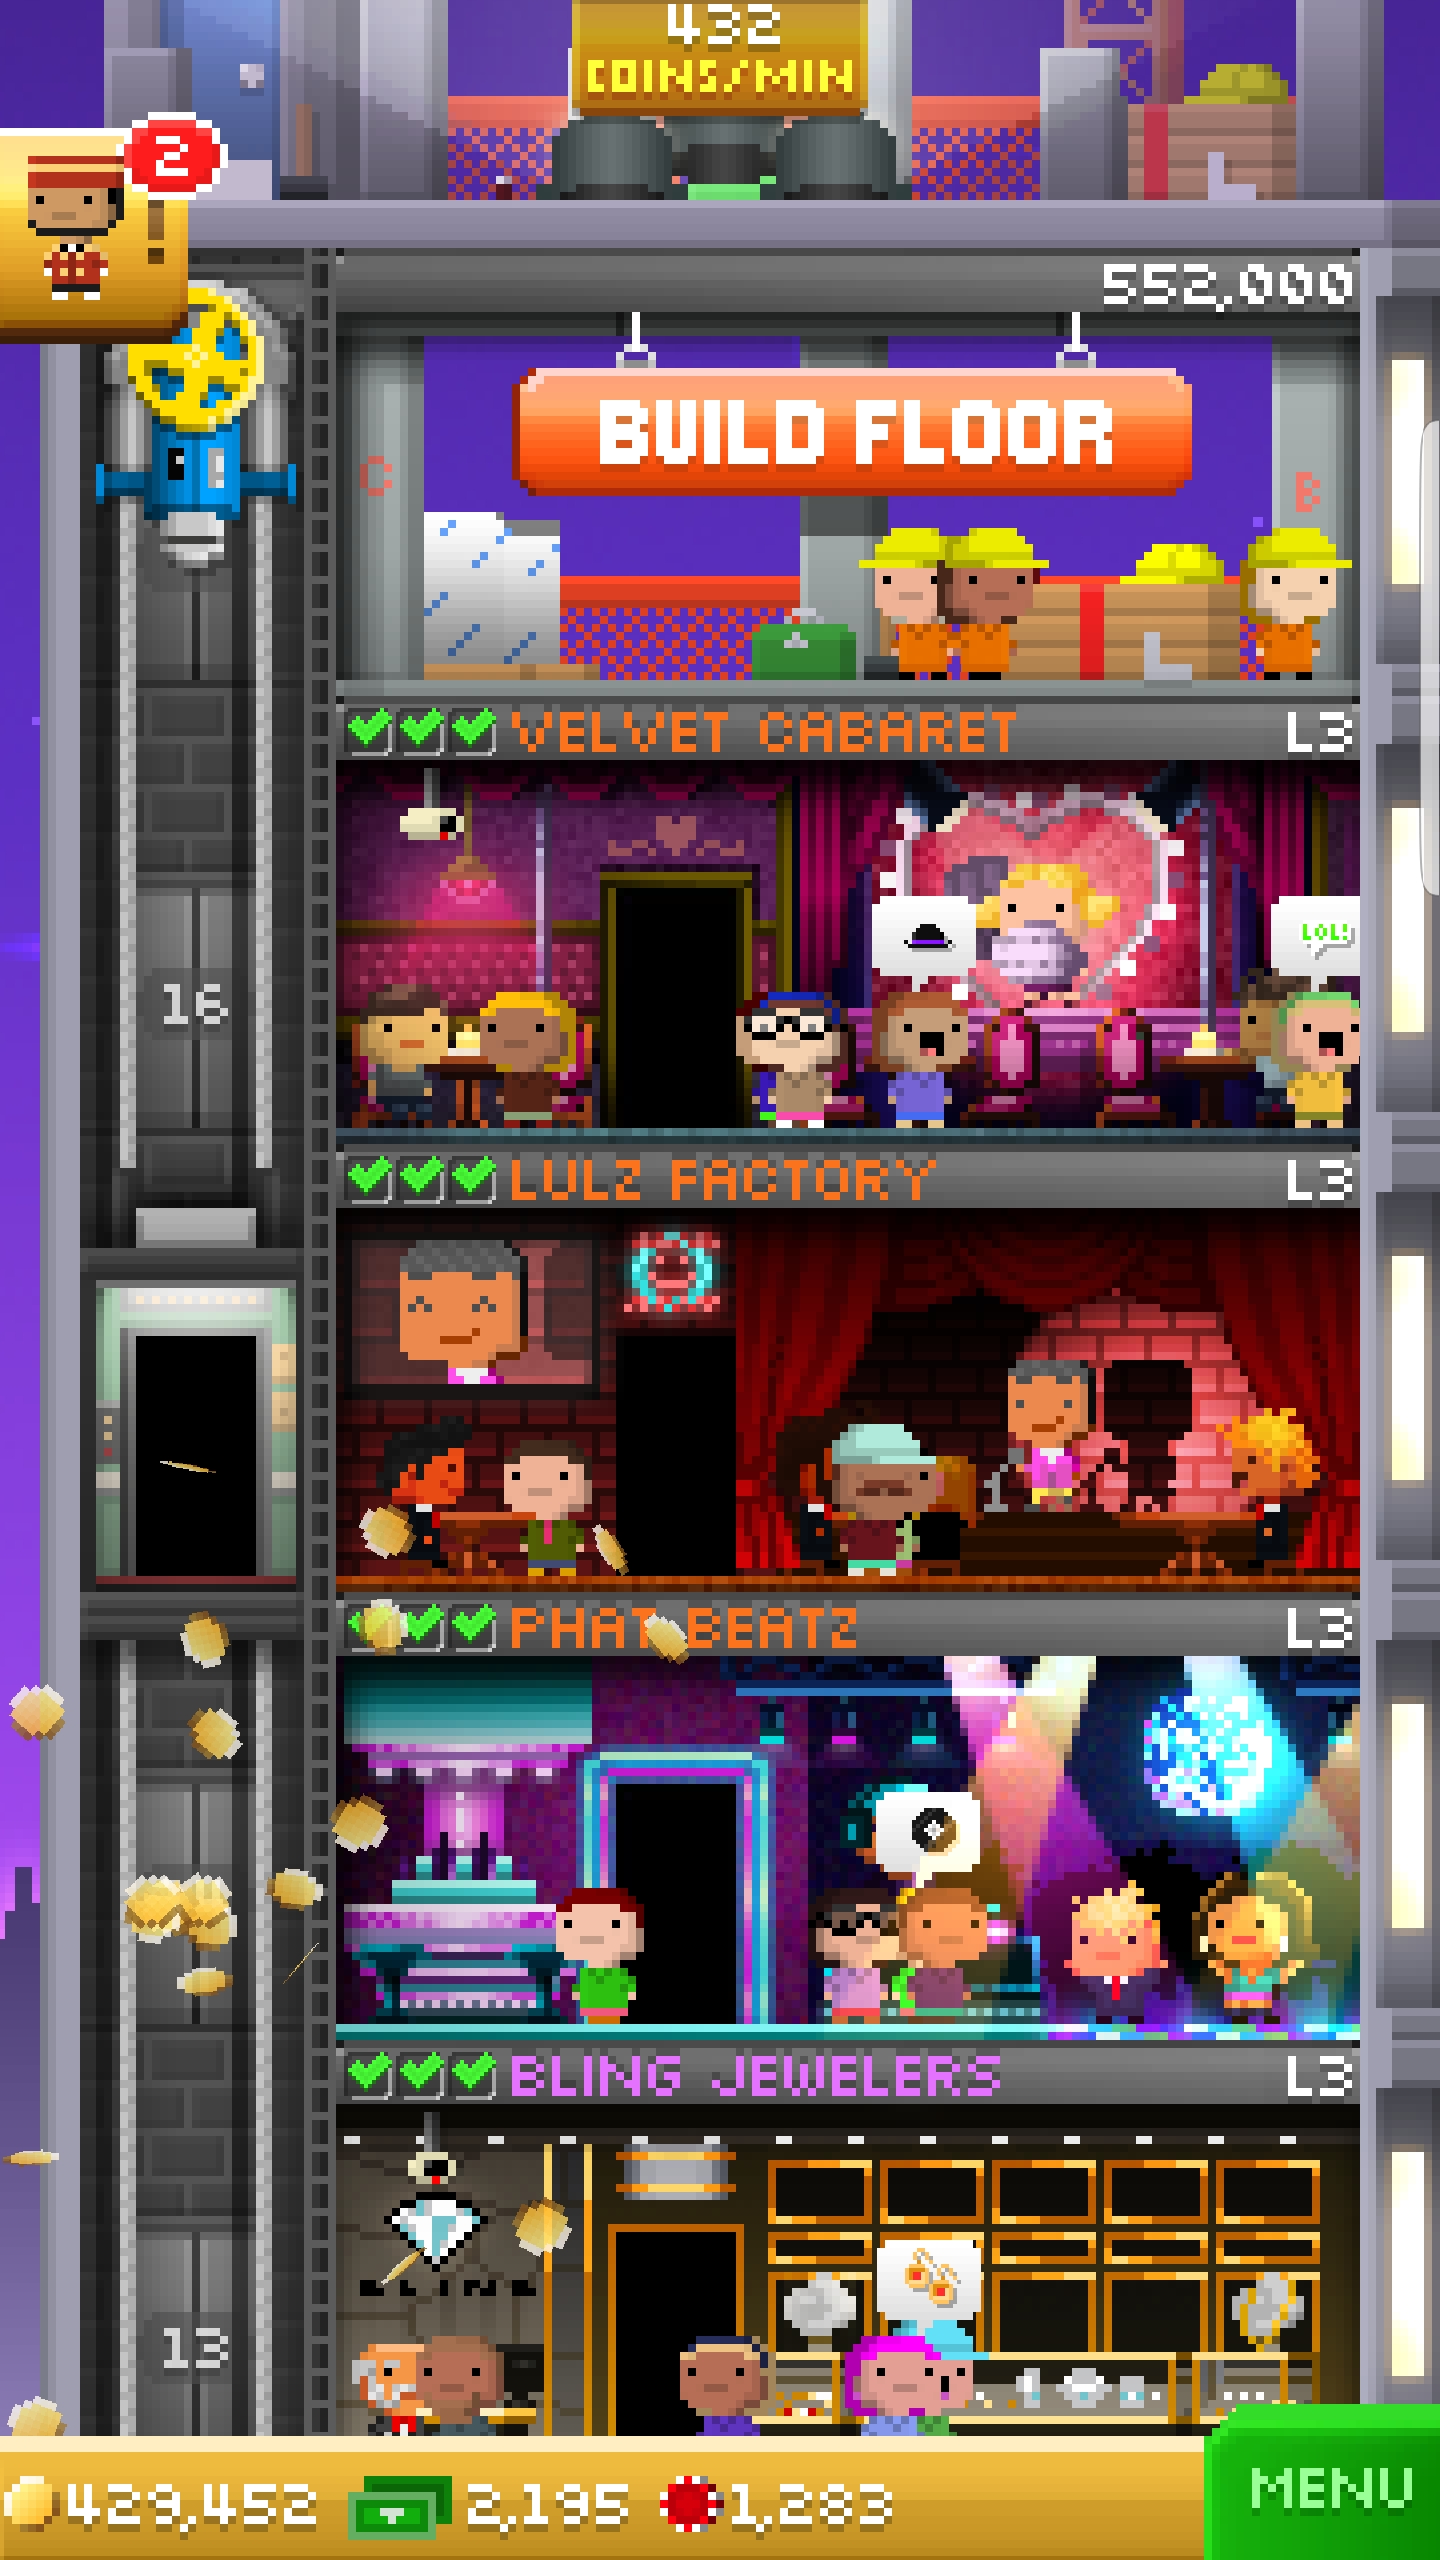 432
COINS/MIN
2
!
552,000
BUILD FLOOR
C
B
VELVET CABARET
L3
LOL!
16
LULZ FACTORY
L3
PHAT BEATZ
L3
BLING JEWELERS
L3
BLING
13
429,452
2,195
1,283
MENU